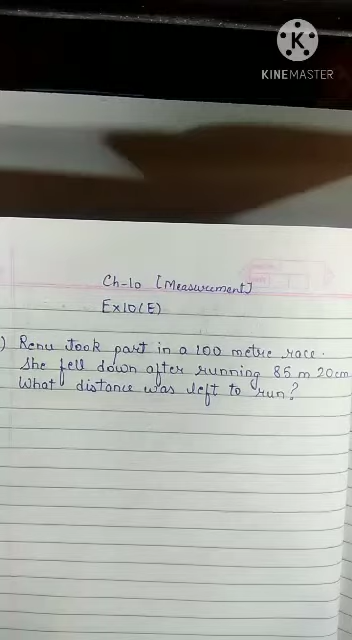 K
KINEMASTER
Ch-10 [Measurement]
Ex10(E)
) Renu took part in a 100 metre race.
She fell down after running 85 m 20cm
What distance was left to run?